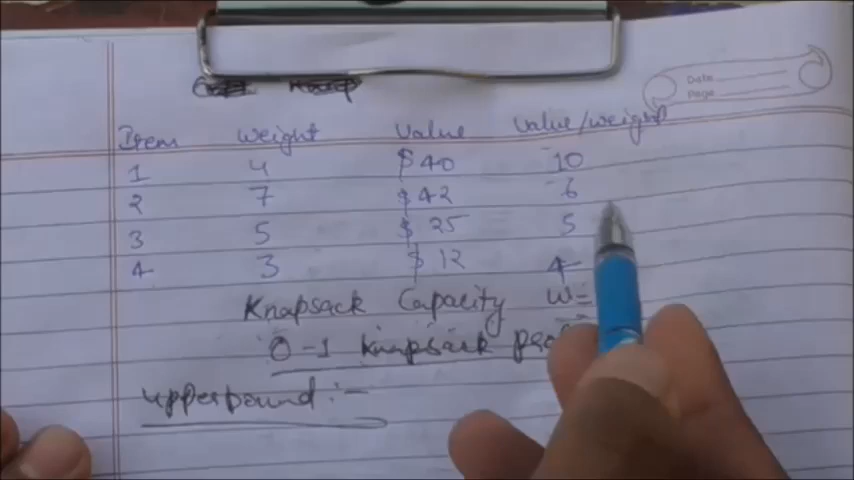 Date
Page
Item Weight Value Value/weight
1 4 $40 10
2 7 $42 6
3 5 $25 5
4 3 $12 4
Knapsack Capacity W=
0-1 Knapsack
upperbound :-